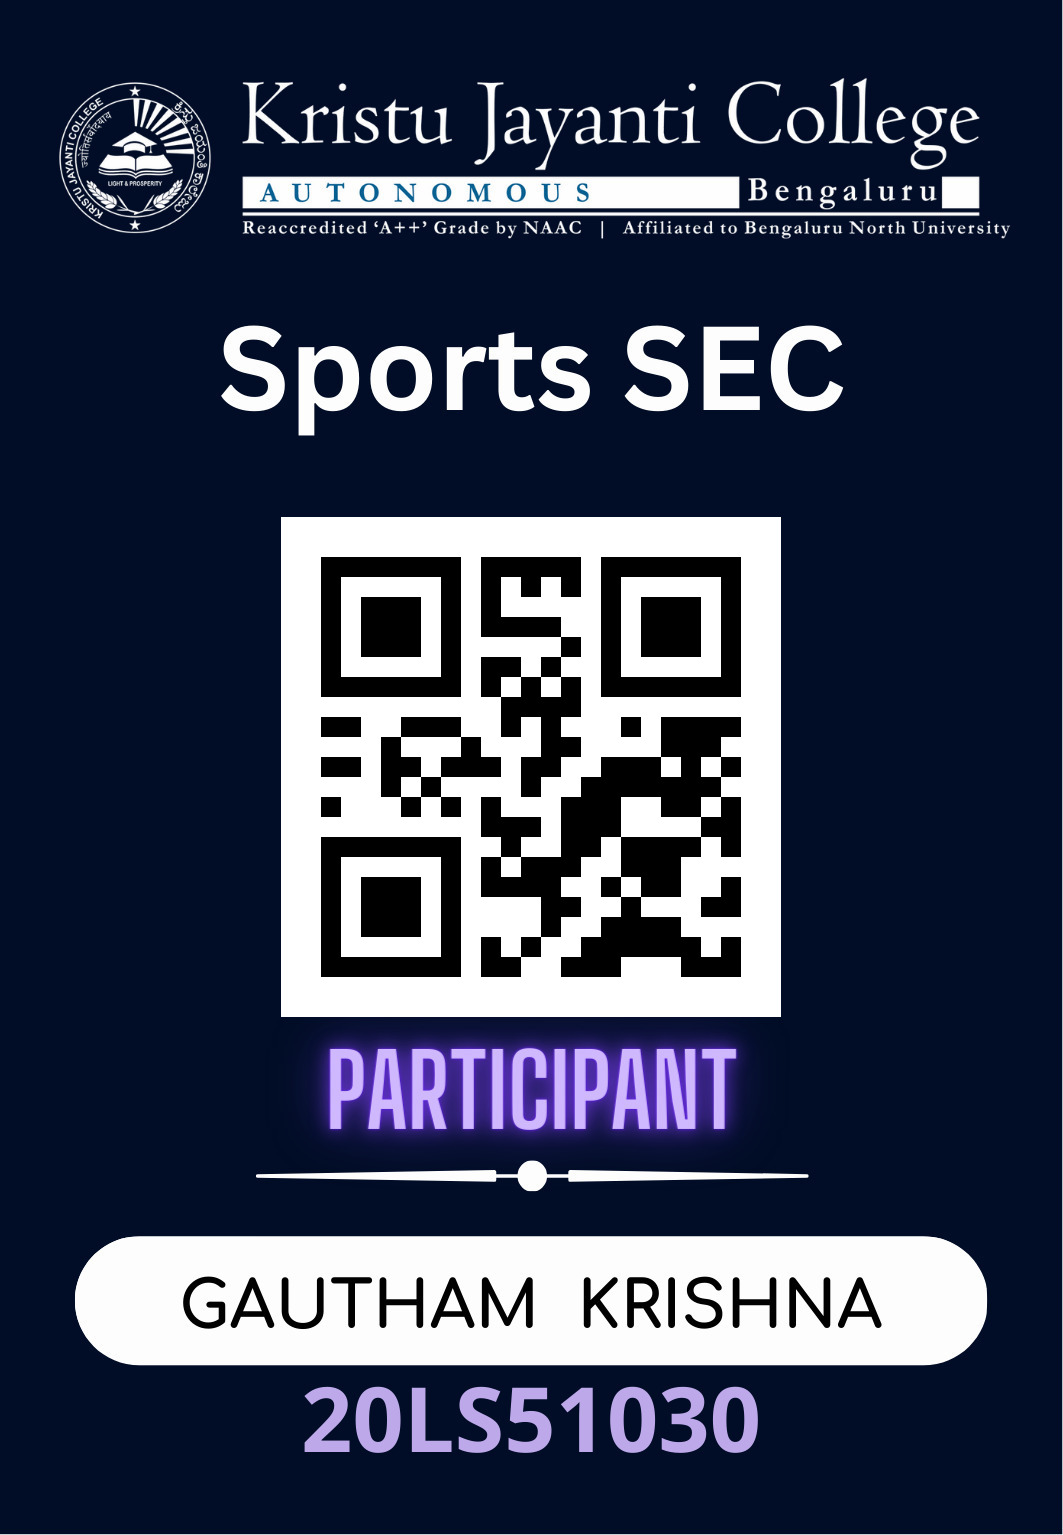 Kristu Jayanti College
AUTONOMOUS Bengaluru
Reaccredited ‘A++’ Grade by NAAC | Affiliated to Bengaluru North University
KRISTU JAYANTI COLLEGE
ಕ್ರಿಸ್ತು ಜಯಂತಿ ಕಾಲೇಜು
LIGHT & PROSPERITY
Sports SEC
PARTICIPANT
GAUTHAM KRISHNA
20LS51030